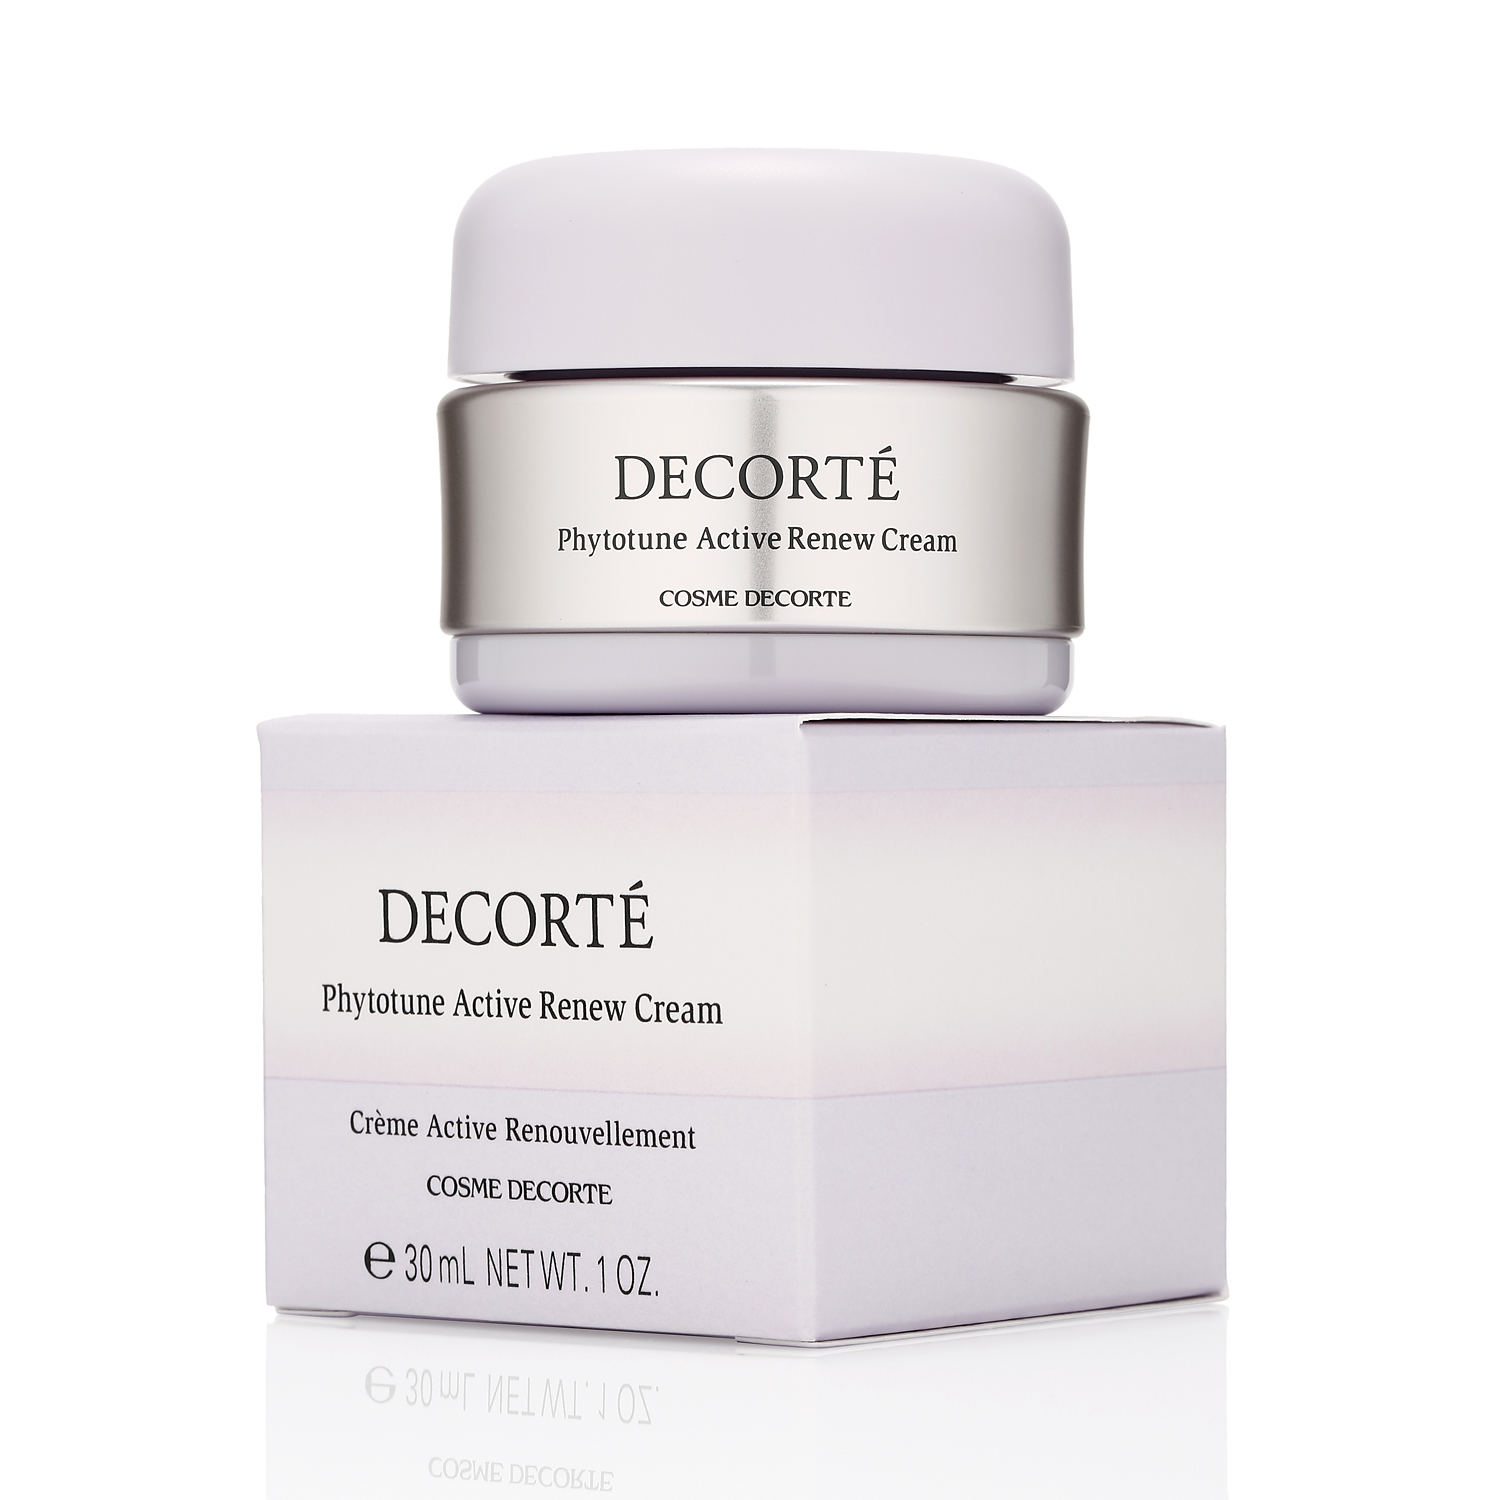 DECORTÉ
Phytotune Active Renew Cream
COSME DECORTE
DECORTÉ
Phytotune Active Renew Cream
Crème Active Renouvellement
COSME DECORTE
℮ 30 mL NET WT. 1 OZ.